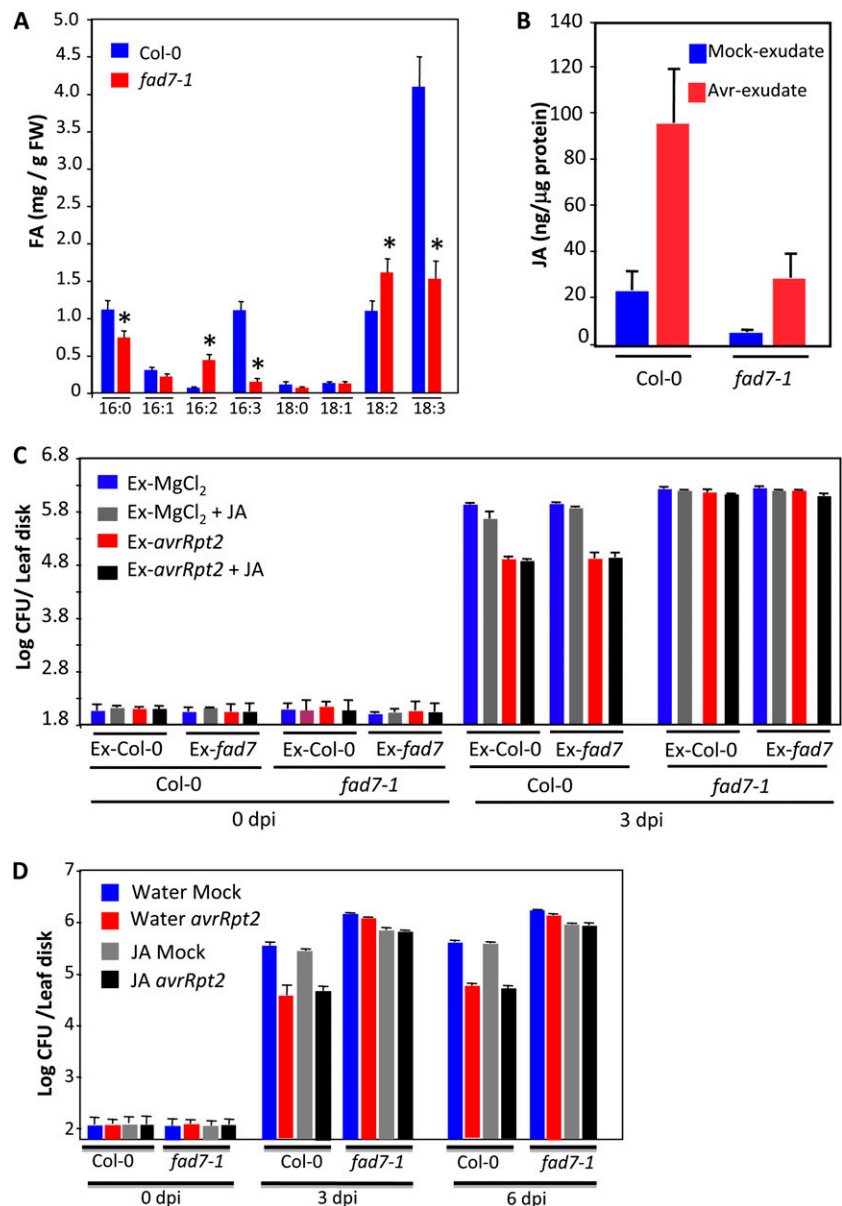 A
FA (mg / g FW)
5.0
4.5
4.0
3.5
3.0
2.5
2.0
1.5
1.0
0.5
0
Col-0
fad7-1
*
*
*
*
*
16:0 16:1 16:2 16:3 18:0 18:1 18:2 18:3
B
JA (ng/µg protein)
140
120
100
80
60
40
20
0
Mock-exudate
Avr-exudate
Col-0 fad7-1
C
Log CFU/ Leaf disk
6.8
5.8
4.8
3.8
2.8
1.8
Ex-MgCl₂
Ex-MgCl₂ + JA
Ex-avrRpt2
Ex-avrRpt2 + JA
Ex-Col-0 Ex-fad7 Ex-Col-0 Ex-fad7 Ex-Col-0 Ex-fad7 Ex-Col-0 Ex-fad7
Col-0 fad7-1 Col-0 fad7-1
0 dpi 3 dpi
D
Log CFU /Leaf disk
7
6
5
4
3
2
Water Mock
Water avrRpt2
JA Mock
JA avrRpt2
Col-0 fad7-1 Col-0 fad7-1 Col-0 fad7-1
0 dpi 3 dpi 6 dpi